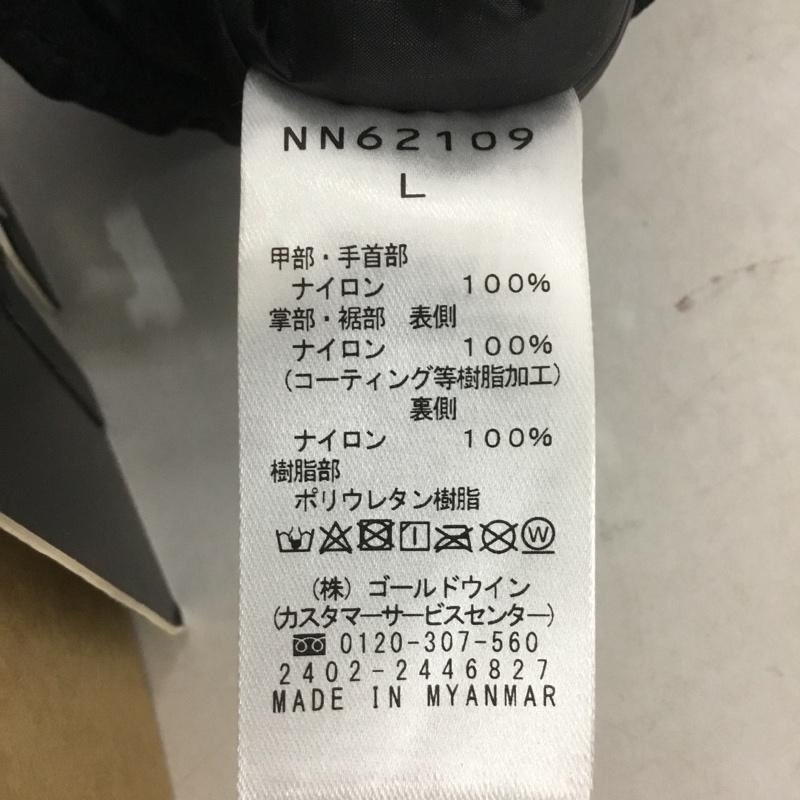 NN62109
L
甲部・手首部
ナイロン 100%
掌部・裾部 表側
ナイロン 100%
(コーティング等樹脂加工)
裏側
ナイロン 100%
樹脂部
ポリウレタン樹脂
W
(株)ゴールドウイン
(カスタマーサービスセンター)
0120-307-560
2402-2446827
MADE IN MYANMAR